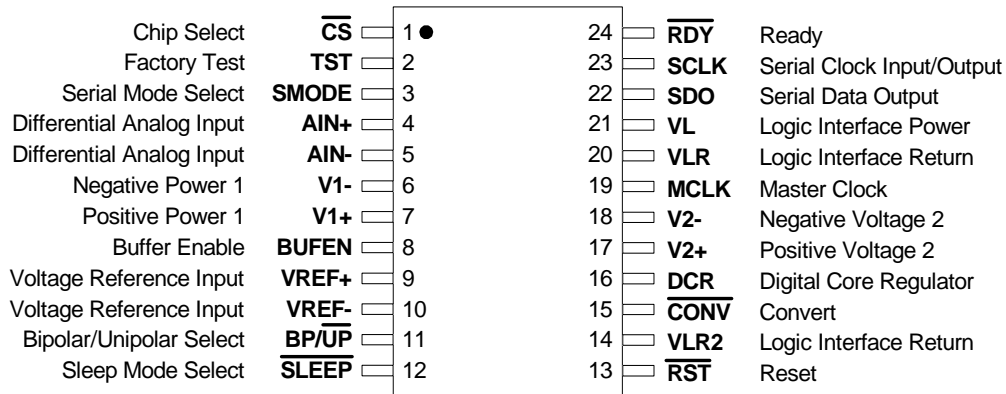 Chip Select CS 1 24 RDY Ready
Factory Test TST 2 23 SCLK Serial Clock Input/Output
Serial Mode Select SMODE 3 22 SDO Serial Data Output
Differential Analog Input AIN+ 4 21 VL Logic Interface Power
Differential Analog Input AIN- 5 20 VLR Logic Interface Return
Negative Power 1 V1- 6 19 MCLK Master Clock
Positive Power 1 V1+ 7 18 V2- Negative Voltage 2
Buffer Enable BUFEN 8 17 V2+ Positive Voltage 2
Voltage Reference Input VREF+ 9 16 DCR Digital Core Regulator
Voltage Reference Input VREF- 10 15 CONV Convert
Bipolar/Unipolar Select BP/UP 11 14 VLR2 Logic Interface Return
Sleep Mode Select SLEEP 12 13 RST Reset